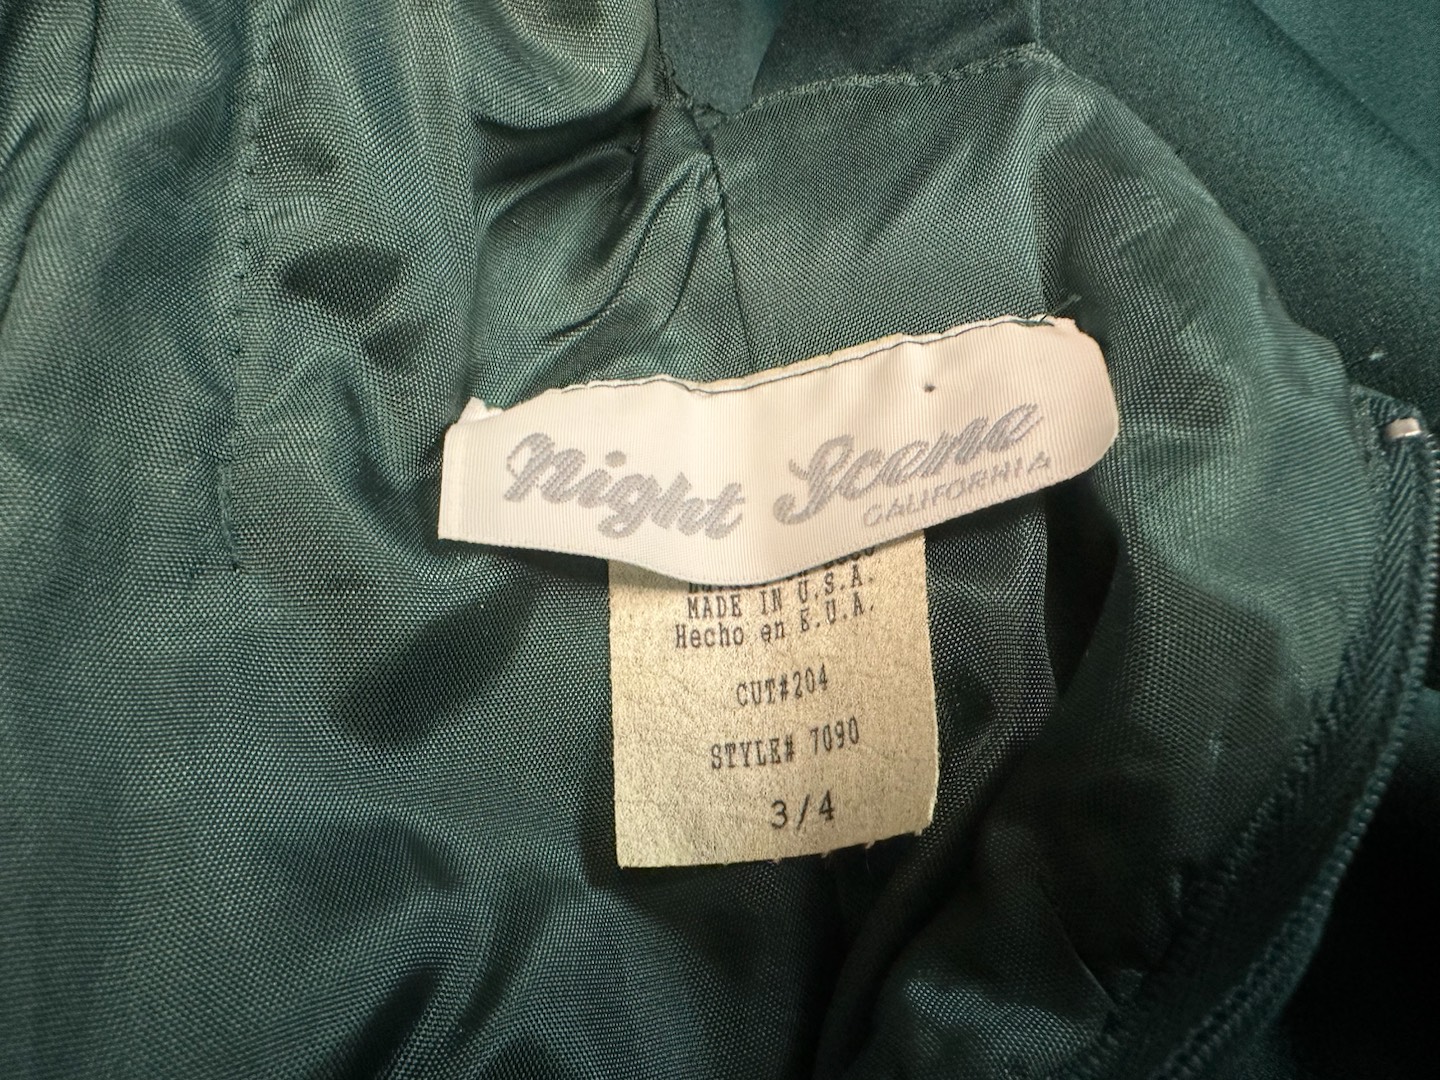 Night Scene
CALIFORNIA
MADE IN U.S.A.
Hecho en E.U.A.
CUT#204
STYLE# 7090
3/4